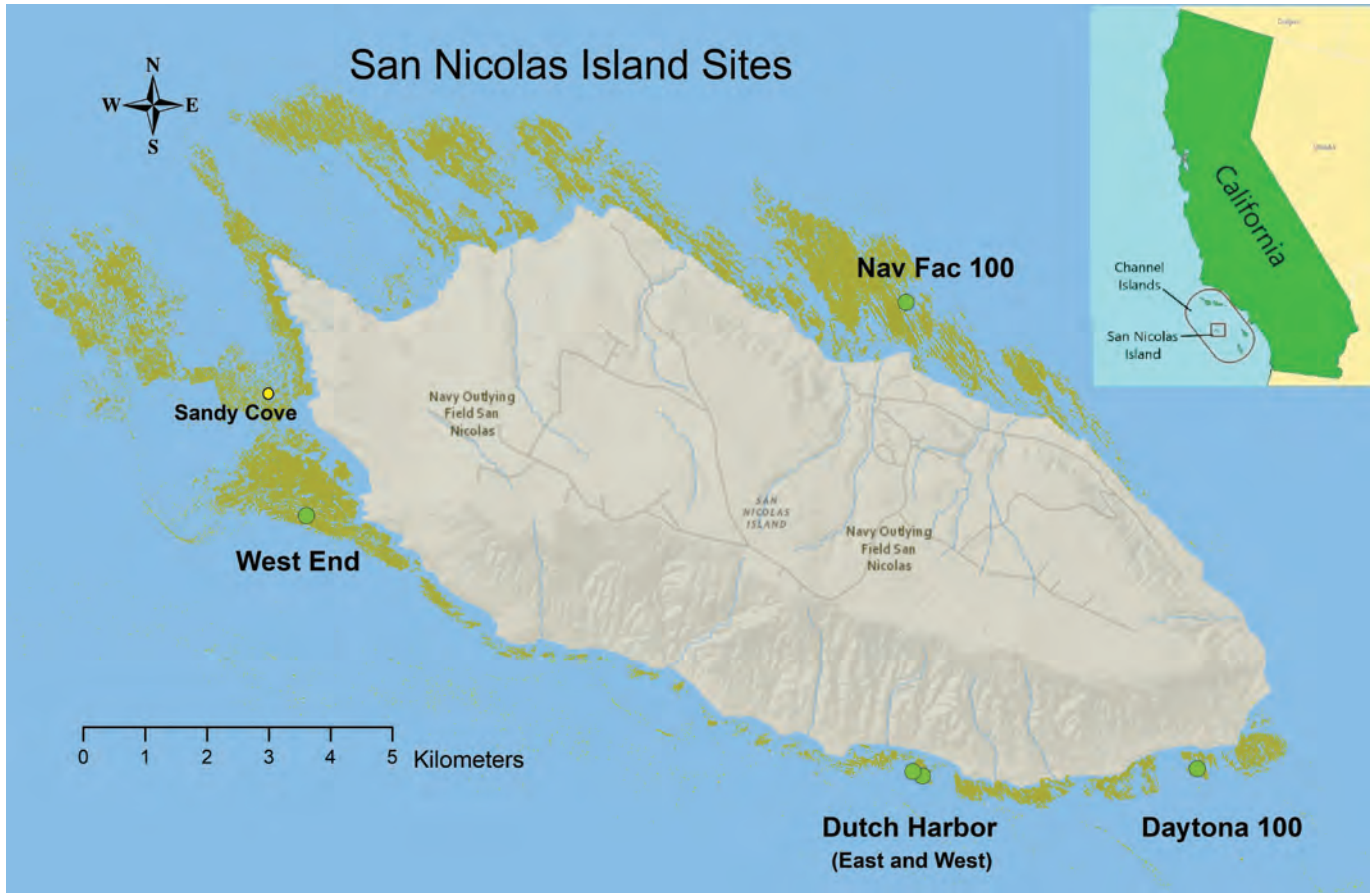 San Nicolas Island Sites
N
W
E
S
California
Channel
Islands
San Nicolas
Island
Nav Fac 100
Sandy Cove
Navy Outlying
Field San
Nicolas
SAN
NICOLAS
ISLAND
Navy Outlying
Field San
Nicolas
West End
0 1 2 3 4 5 Kilometers
Dutch Harbor
(East and West)
Daytona 100